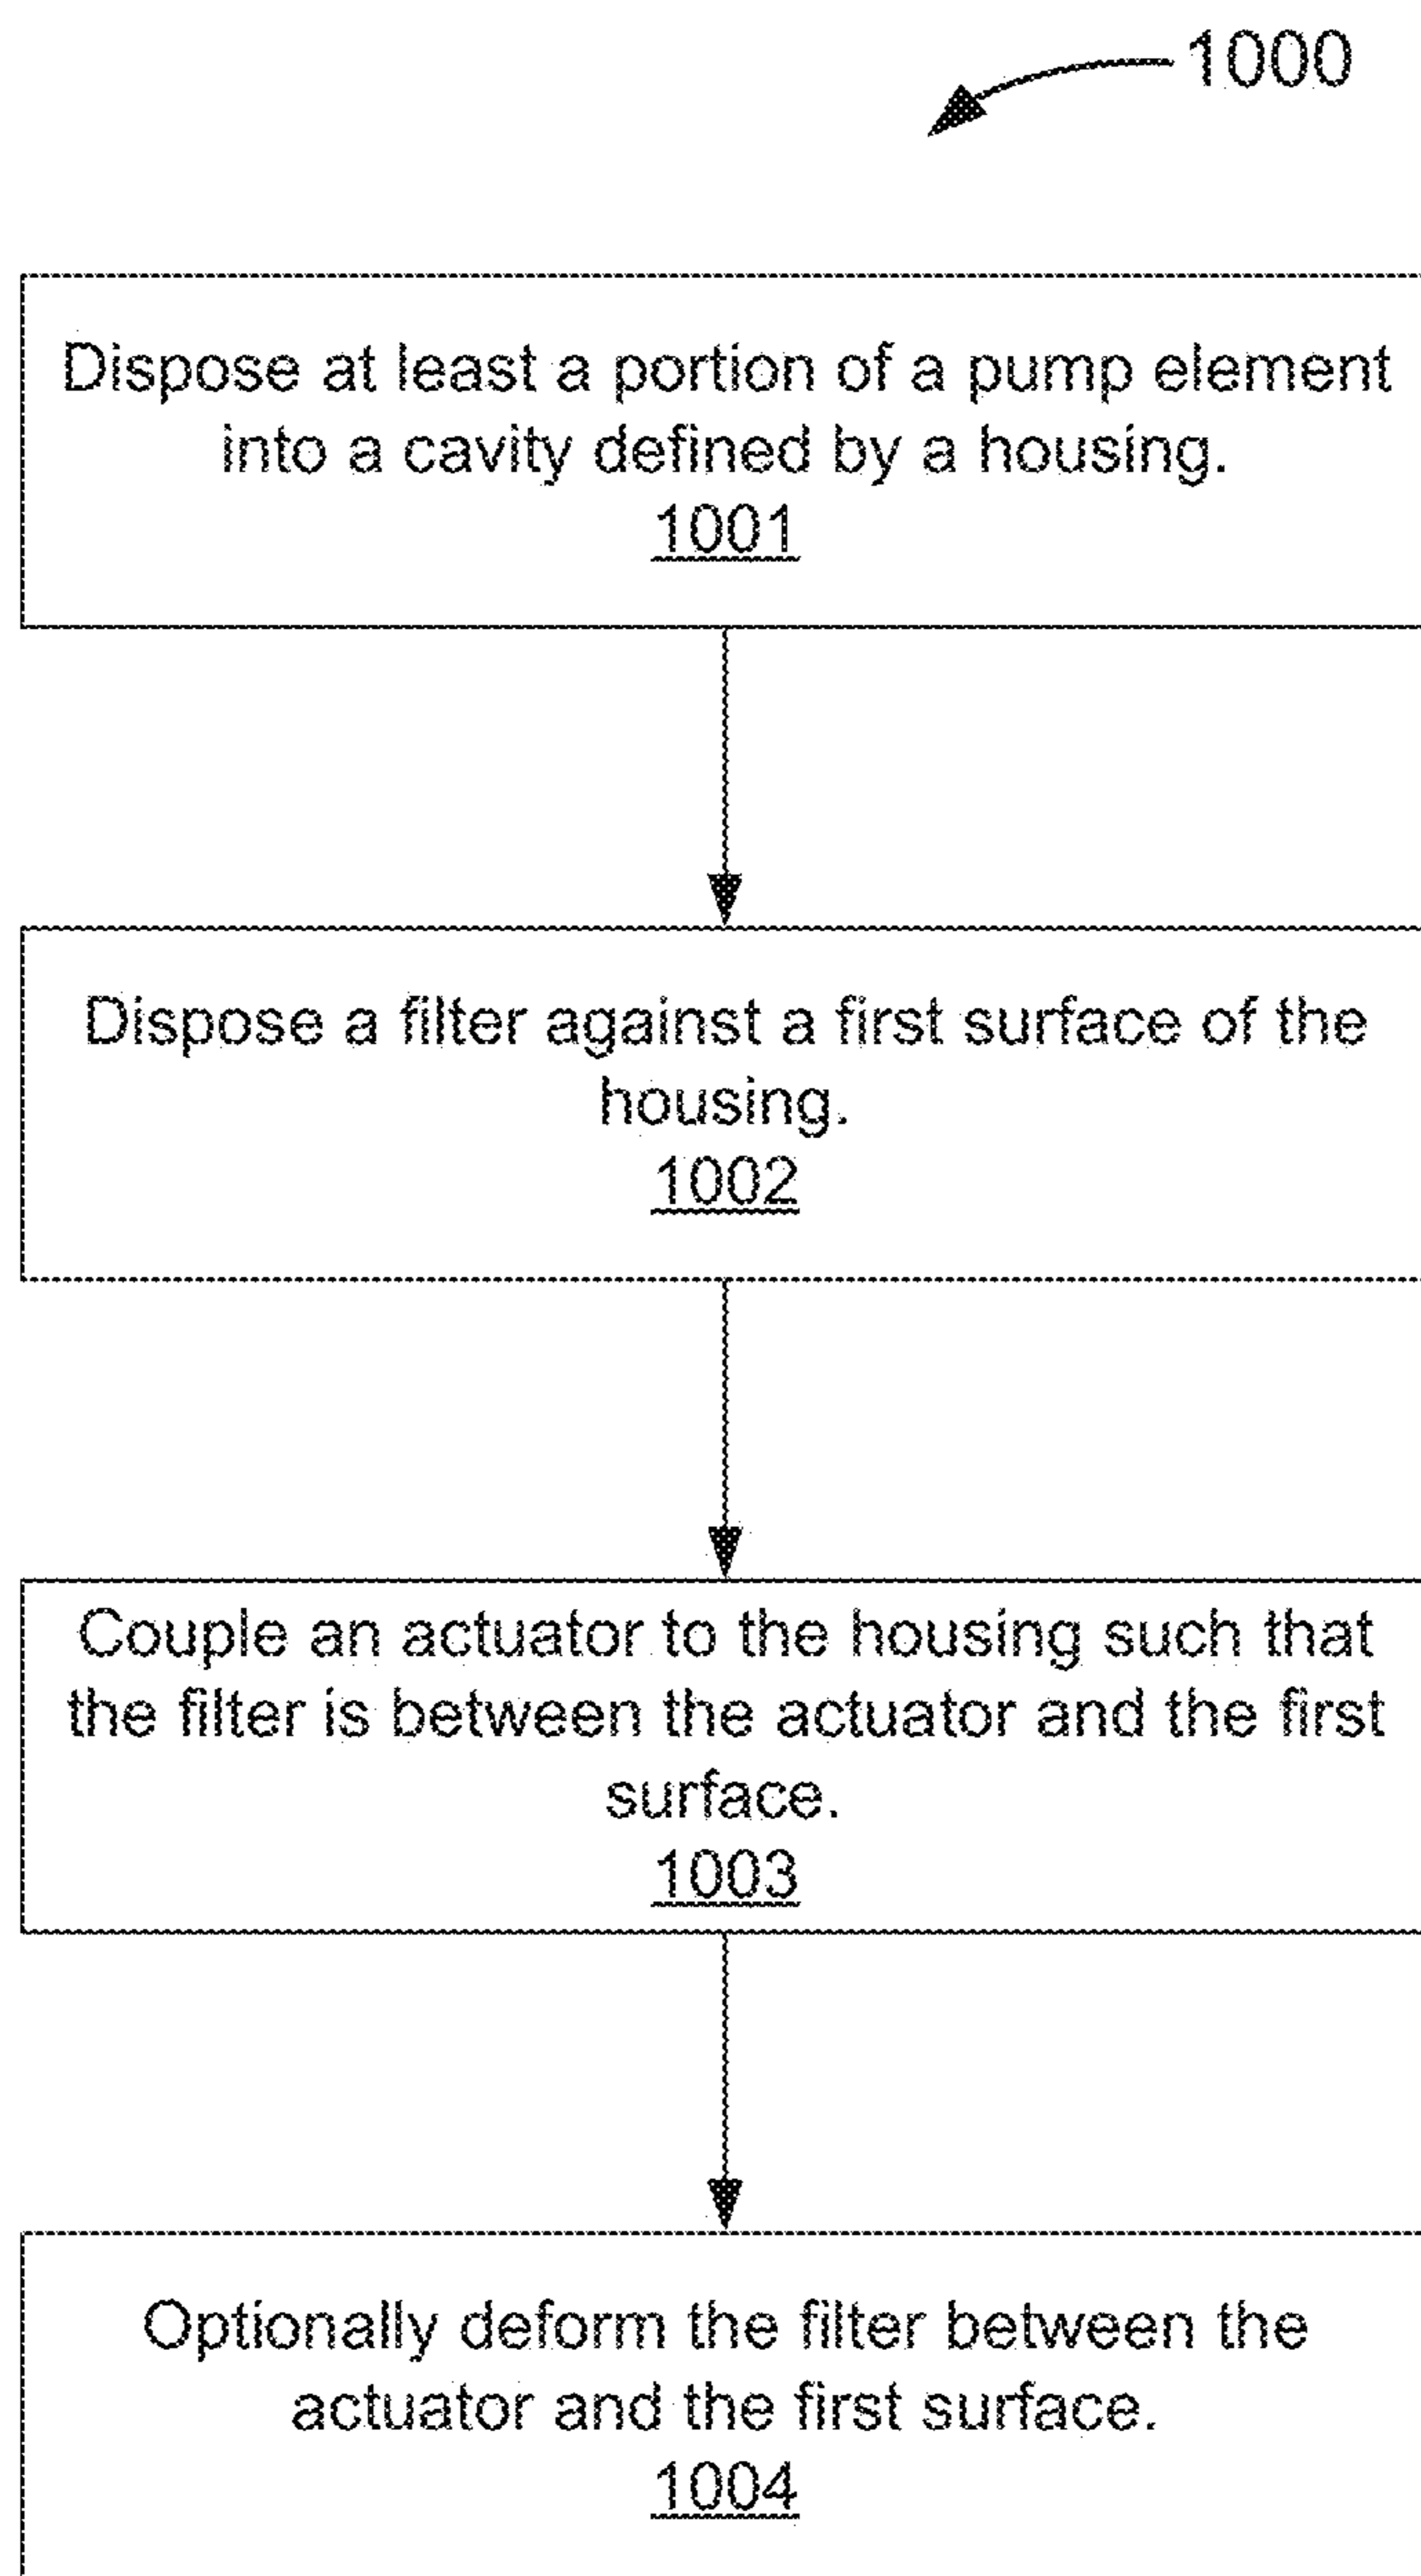 1000
Dispose at least a portion of a pump element
into a cavity defined by a housing.
1001
Dispose a filter against a first surface of the
housing.
1002
Couple an actuator to the housing such that
the filter is between the actuator and the first
surface.
1003
Optionally deform the filter between the
actuator and the first surface.
1004